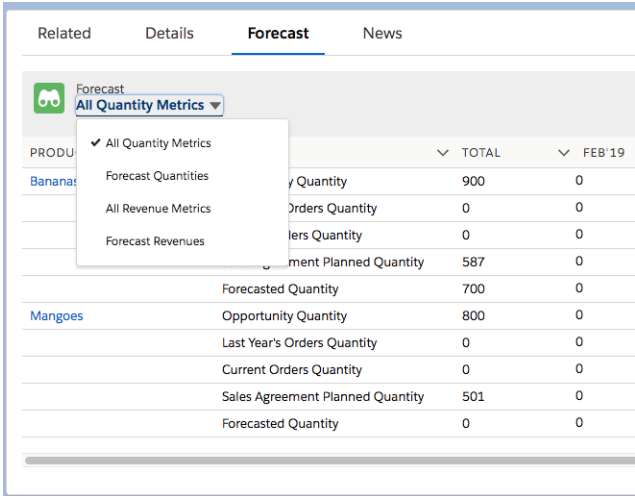 Related Details Forecast News
Forecast
All Quantity Metrics
All Quantity Metrics
Forecast Quantities
All Revenue Metrics
Forecast Revenues
TOTAL FEB'19
Bananas Quantity 900 0
Orders Quantity 0 0
Quantity 0 0
Planned Quantity 587 0
Forecasted Quantity 700 0
Mangoes Opportunity Quantity 800 0
Last Year's Orders Quantity 0 0
Current Orders Quantity 0 0
Sales Agreement Planned Quantity 501 0
Forecasted Quantity 0 0